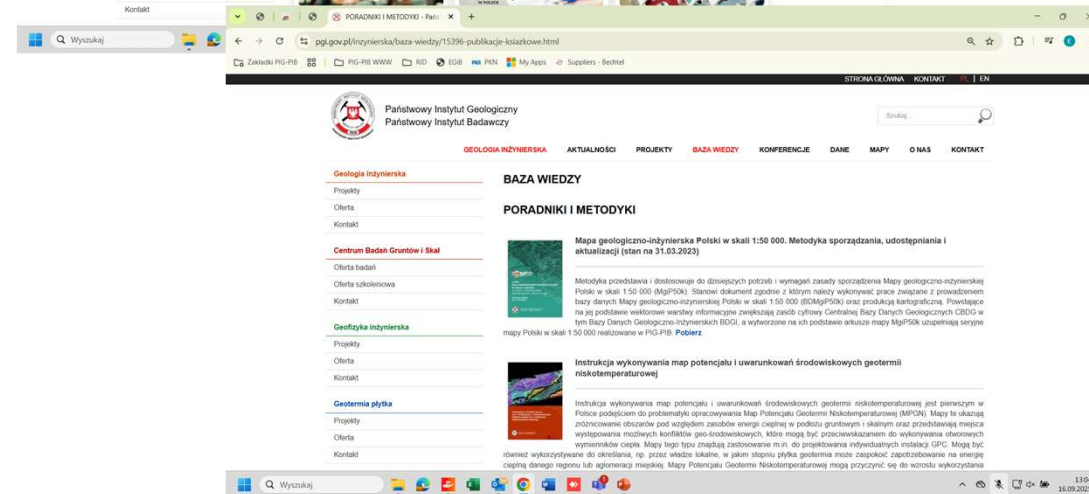 Kontakt
W POLSCE
Wyszukaj
PORADNIKI I METODYKI - Pańs
pgi.gov.pl/inzynierska/baza-wiedzy/15396-publikacje-ksiazkowe.html
Zakładki PIG-PIB
PIG-PIB WWW
RID
EGiB
PKN
My Apps
Suppliers - Bechtel
STRONA GŁÓWNA KONTAKT PL | EN
Państwowy Instytut Geologiczny
Państwowy Instytut Badawczy
Szukaj
GEOLOGIA INŻYNIERSKA AKTUALNOŚCI PROJEKTY BAZA WIEDZY KONFERENCJE DANE MAPY O NAS KONTAKT
Geologia inżynierska
Projekty
Oferta
Kontakt
Centrum Badań Gruntów i Skał
Oferta badań
Oferta szkoleniowa
Kontakt
Geofizyka inżynierska
Projekty
Oferta
Kontakt
Geotermia płytka
Projekty
Oferta
Kontakt
BAZA WIEDZY
PORADNIKI I METODYKI
Mapa geologiczno-inżynierska Polski w skali 1:50 000. Metodyka sporządzania, udostępniania i
aktualizacji (stan na 31.03.2023)
Metodyka przedstawia i dostosowuje do dzisiejszych potrzeb i wymagań zasady sporządzenia Mapy geologiczno-inżynierskiej
Polski w skali 1:50 000 (MgiP50k). Stanowi dokument zgodnie z którym należy wykonywać prace związane z prowadzeniem
bazy danych Mapy geologiczno-inżynierskiej Polski w skali 1:50 000 (BDMgiP50k) oraz produkcją kartograficzną. Powstające
na jej podstawie wektorowe warstwy informacyjne zwiększają zasób cyfrowy Centralnej Bazy Danych Geologicznych CBDG w
tym Bazy Danych Geologiczno-Inżynierskich BDGI, a wytworzone na ich podstawie arkusze mapy MgiP50k uzupełniają seryjne
mapy Polski w skali 1:50 000 realizowane w PIG-PIB. Pobierz
Instrukcja wykonywania map potencjału i uwarunkowań środowiskowych geotermii
niskotemperaturowej
Instrukcja wykonywania map potencjału i uwarunkowań środowiskowych geotermii niskotemperaturowej jest pierwszym w
Polsce podejściem do problematyki opracowywania Map Potencjału Geotermii Niskotemperaturowej (MPGN). Mapy te ukazują
zróżnicowanie obszarów pod względem zasobów energii cieplnej w podłożu gruntowym i skalnym oraz przedstawiają miejsca
występowania możliwych konfliktów geo-środowiskowych, które mogą być przeciwwskazaniem do wykonywania otworowych
wymienników ciepła. Mapy tego typu znajdują zastosowanie m.in. do projektowania indywidualnych instalacji GPC. Mogą być
również wykorzystywane do określania, np. przez władze lokalne, w jakim stopniu płytka geotermia może zaspokoić zapotrzebowanie na energię
cieplną danego regionu lub aglomeracji miejskiej. Mapy Potencjału Geotermii Niskotemperaturowej mogą przyczynić się do wzrostu wykorzystania
Wyszukaj